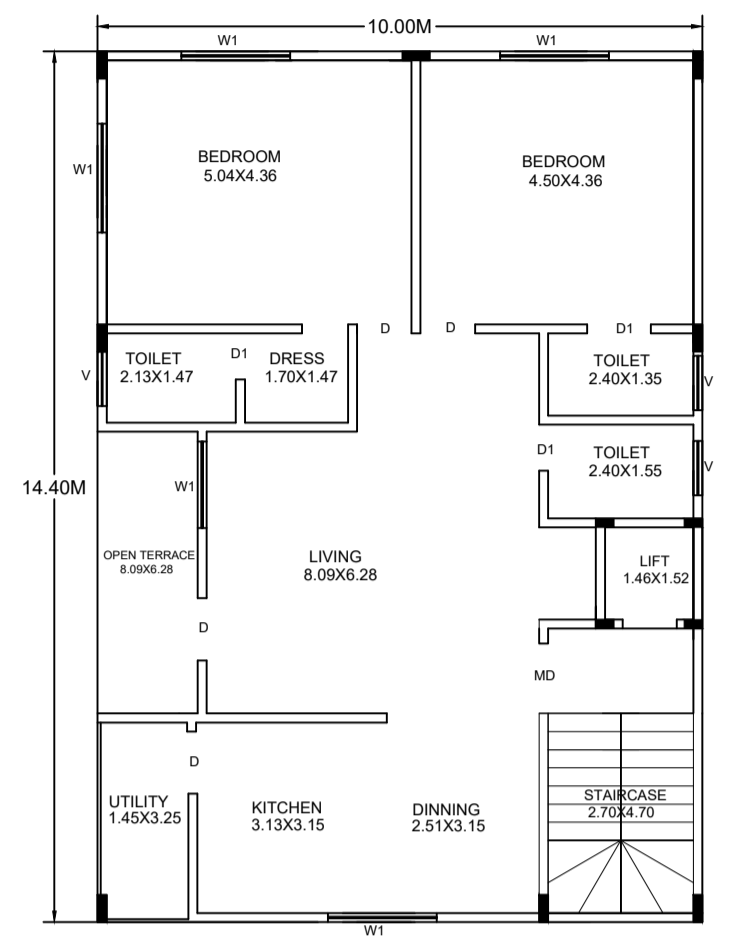 10.00M
W1
W1
BEDROOM
5.04X4.36
BEDROOM
4.50X4.36
W1
D
D
D1
TOILET
2.13X1.47
D1
DRESS
1.70X1.47
TOILET
2.40X1.35
V
V
D1
TOILET
2.40X1.55
V
14.40M
W1
OPEN TERRACE
8.09X6.28
LIVING
8.09X6.28
LIFT
1.46X1.52
D
MD
D
UTILITY
1.45X3.25
KITCHEN
3.13X3.15
DINNING
2.51X3.15
STAIRCASE
2.70X4.70
W1